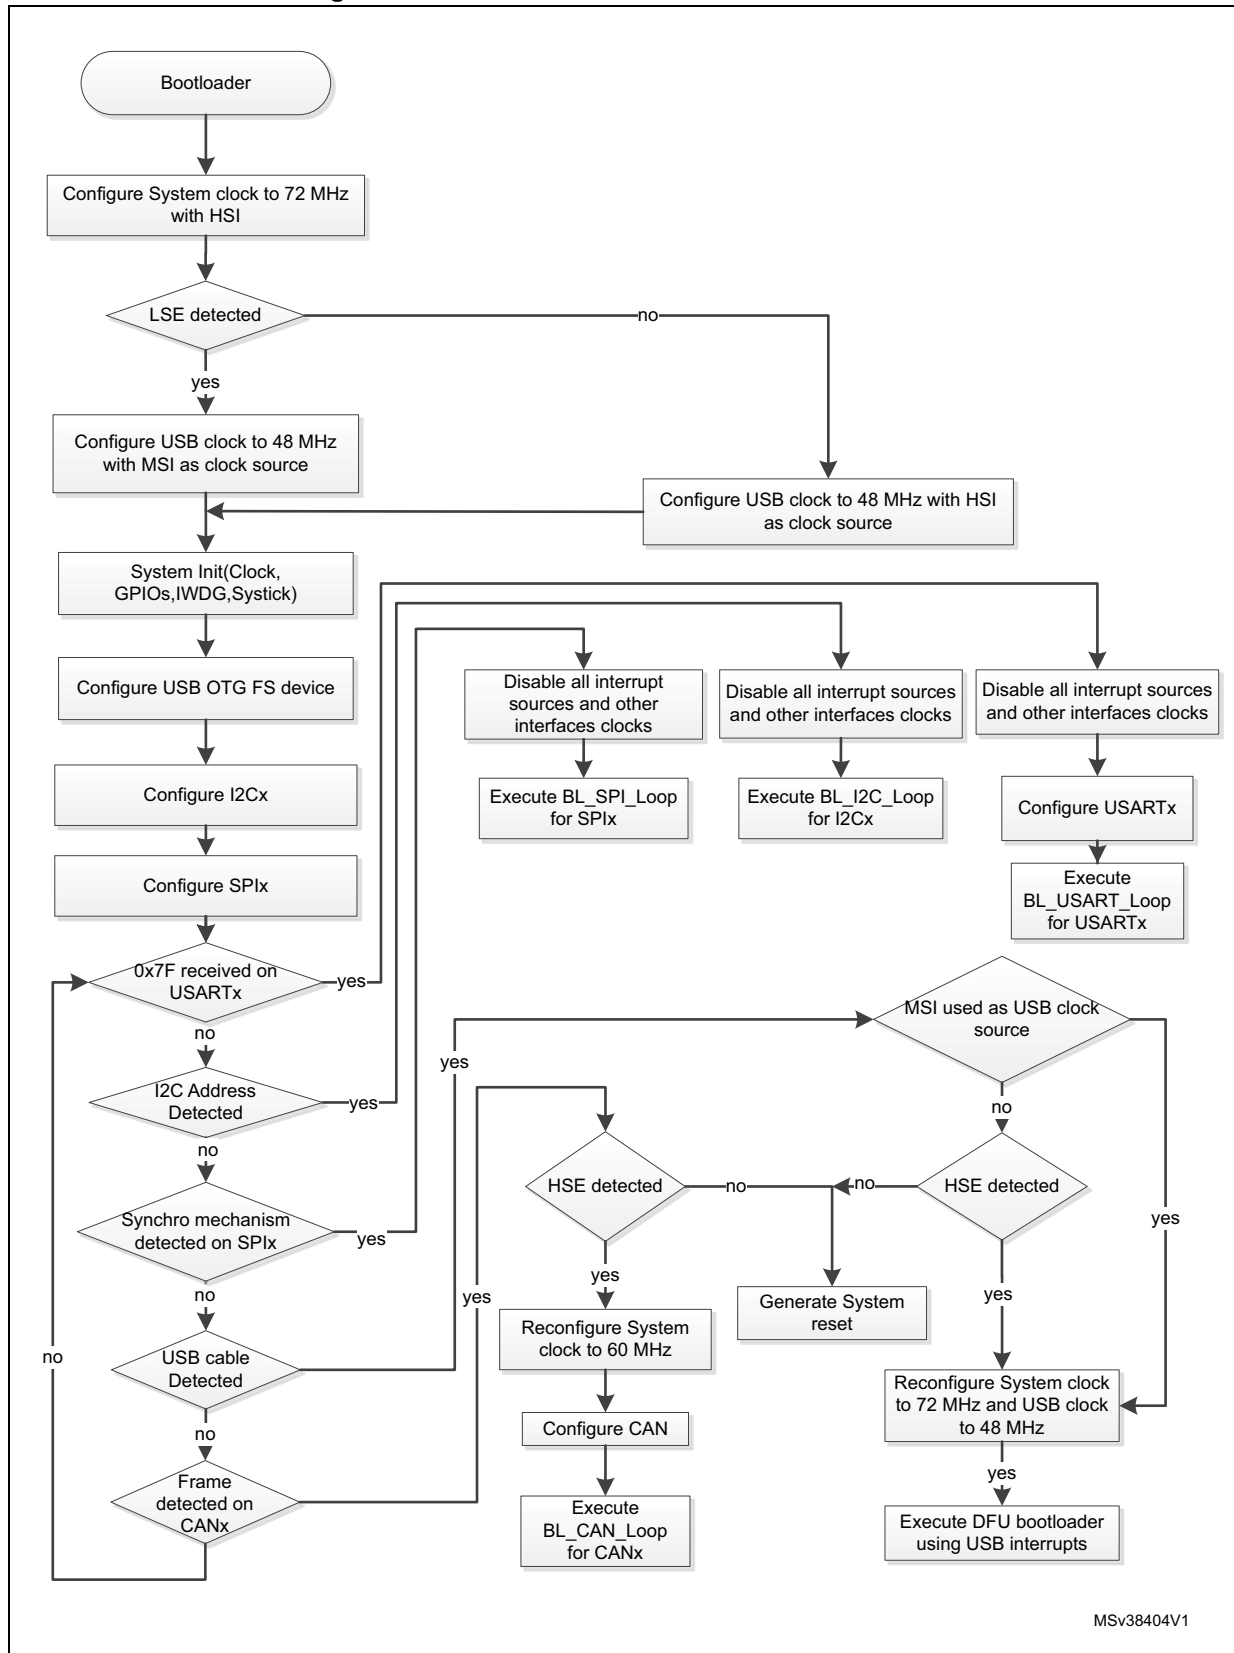 Bootloader
Configure System clock to 72 MHz
with HSI
LSE detected
no
yes
Configure USB clock to 48 MHz
with MSI as clock source
Configure USB clock to 48 MHz with HSI
as clock source
System Init(Clock,
GPIOs,IWDG,Systick)
Configure USB OTG FS device
Disable all interrupt
sources and other
interfaces clocks
Disable all interrupt sources
and other interfaces clocks
Disable all interrupt sources
and other interfaces clocks
Configure I2Cx
Execute BL_SPI_Loop
for SPIx
Execute BL_I2C_Loop
for I2Cx
Configure USARTx
Configure SPIx
Execute
BL_USART_Loop
for USARTx
0x7F received on
USARTx
yes
no
MSI used as USB clock
source
yes
I2C Address
Detected
yes
no
no
HSE detected
no
no
HSE detected
Synchro mechanism
detected on SPIx
yes
yes
no
yes
yes
yes
Generate System
reset
Reconfigure System
clock to 60 MHz
no
USB cable
Detected
Reconfigure System clock
to 72 MHz and USB clock
to 48 MHz
no
Configure CAN
yes
Frame
detected on
CANx
Execute
BL_CAN_Loop
for CANx
Execute DFU bootloader
using USB interrupts
MSv38404V1